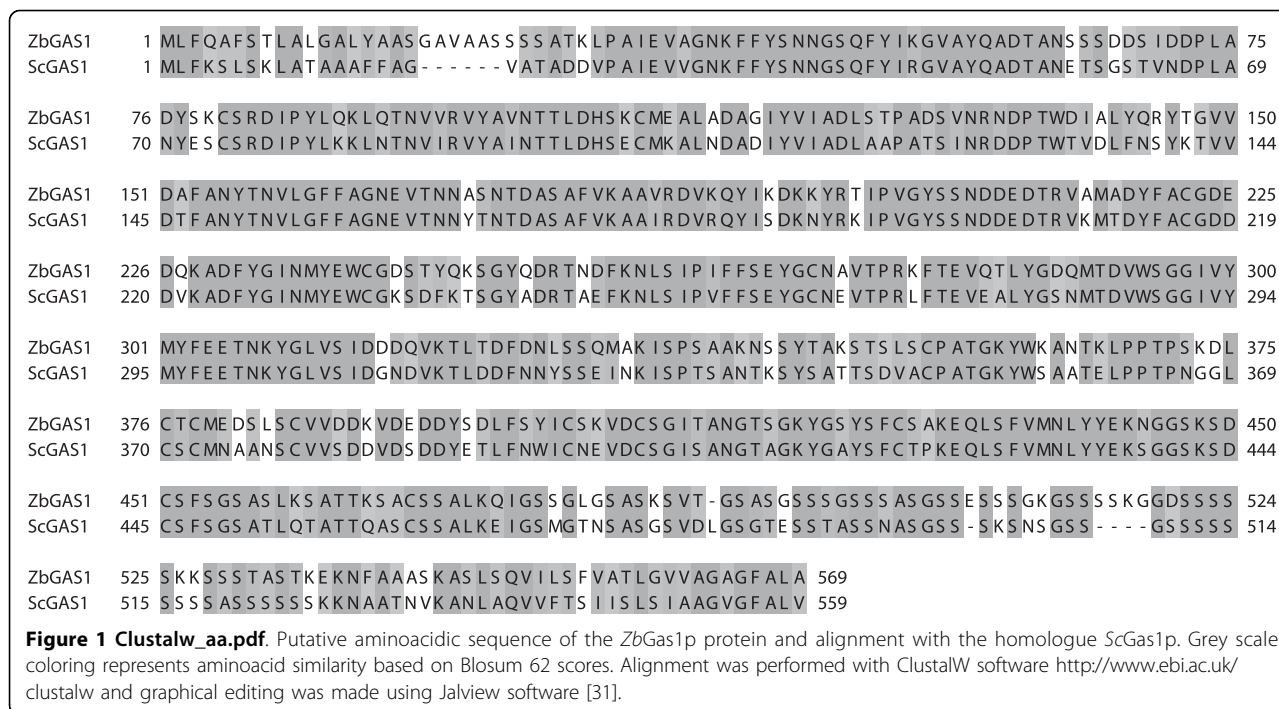 ZbGAS1 1 MLFQAFSTLALGALYAASGAVAASSSSATKLPAIEVAGNKFFYSNNGSQFYIKGVAYQADTANSSSDDSIDDPLA 75
ScGAS1 1 MLFKSLSKLATAAAFFAG------VATADDVPAIEVVGNKFFYSNNGSQFYIRGVAYQADTANETSGSTVNDPLA 69
ZbGAS1 76 DYSKCSRDIPYLQKLQTNVVRVYAVNTTLDHSKCMEALADAGIYVIADLSTPADSVNRNDPTWDIALYQRYTGVV 150
ScGAS1 70 NYESCSRDIPYLKKLNTNVIRVYAINTTLDHSECMKALNDADIYVIADLAAPATSINRDDPTWTVDLFNSYKTVV 144
ZbGAS1 151 DAFANYTNVLGFFAGNEVTNNASNTDASAFVKAAVRDVKQYIKDKKYRTIPVGYSSNDDEDTRVAMADYFACGDE 225
ScGAS1 145 DTFANYTNVLGFFAGNEVTNNYTNTDASAFVKAAIRDVRQYISDKNYRKIPVGYSSNDDEDTRVKMTDYFACGDD 219
ZbGAS1 226 DQKADFYGINMYEWCGDSTYQKSGYQDRTNDFKNLSIPIFFSEYGCNAVTPRKFTEVQTLYGDQMTDVWSGGIVY 300
ScGAS1 220 DVKADFYGINMYEWCGKSDFKTSGYADRTAEFKNLSIPVFFSEYGCNEVTPRLFTEVEALYGSNMTDVWSGGIVY 294
ZbGAS1 301 MYFEETNKYGLVSIDDDQVKTLTDFDNLSSQMAKISPSAAKNSSYTAKSTSLSCPATGKYWKANTKLPPTPSKDL 375
ScGAS1 295 MYFEETNKYGLVSIDGNDVKTLDDFNNYSSEINKISPTSANTKSYSATTSDVACPATGKYWSAATELPPTPNGGL 369
ZbGAS1 376 CTCMEDSLSCVVDDKVDEDDYSDLFSYICSKVDCSGITANGTSGKYGSYSFCSAKEQLSFVMNLYYEKNGGSKSD 450
ScGAS1 370 CSCMNAANSCVVSDDVDSDDYETLFNWICNEVDCSGISANGTAGKYGAYSFCTPKEQLSFVMNLYYEKSGGSKSD 444
ZbGAS1 451 CSFSGSASLKSATTKSACSSALKQIGSSGLGSASKSVT-GSASGSSSGSSSASGSSESSSGKGSSSSSKGGDSSSS 524
ScGAS1 445 CSFSGSATLQTATTQASCSSALKEIGSMGTNSASGSVDLGSGTESSTASSNASGSS-SKSNSGSS----GSSSSS 514
ZbGAS1 525 SKKSSSTASTKEKNFAAASKASLSQVILSFVATLGVVAGAGFALA 569
ScGAS1 515 SSSSASSSSSSKKNAATNVKANLAQVVFTSIISLSIAAGVGFALV 559
Figure 1 Clustalw_aa.pdf. Putative aminoacidic sequence of the ZbGas1p protein and alignment with the homologue ScGas1p. Grey scale
coloring represents aminoacid similarity based on Blosum 62 scores. Alignment was performed with ClustalW software http://www.ebi.ac.uk/
clustalw and graphical editing was made using Jalview software [31].